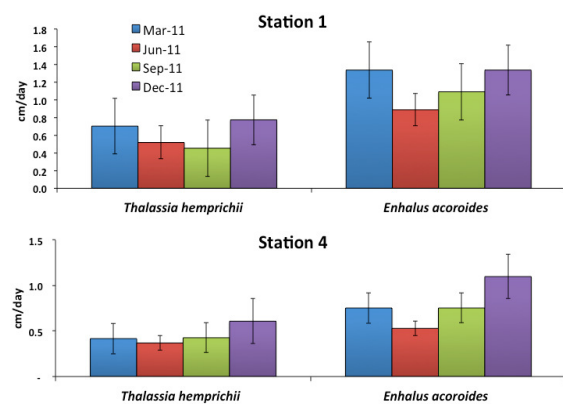 Station 1
Mar-11
Jun-11
Sep-11
Dec-11
cm/day
1.8
1.6
1.4
1.2
1.0
0.8
0.6
0.4
0.2
0.0
Thalassia hemprichii
Enhalus acoroides
Station 4
cm/day
1.5
1.0
0.5
-
Thalassia hemprichii
Enhalus acoroides